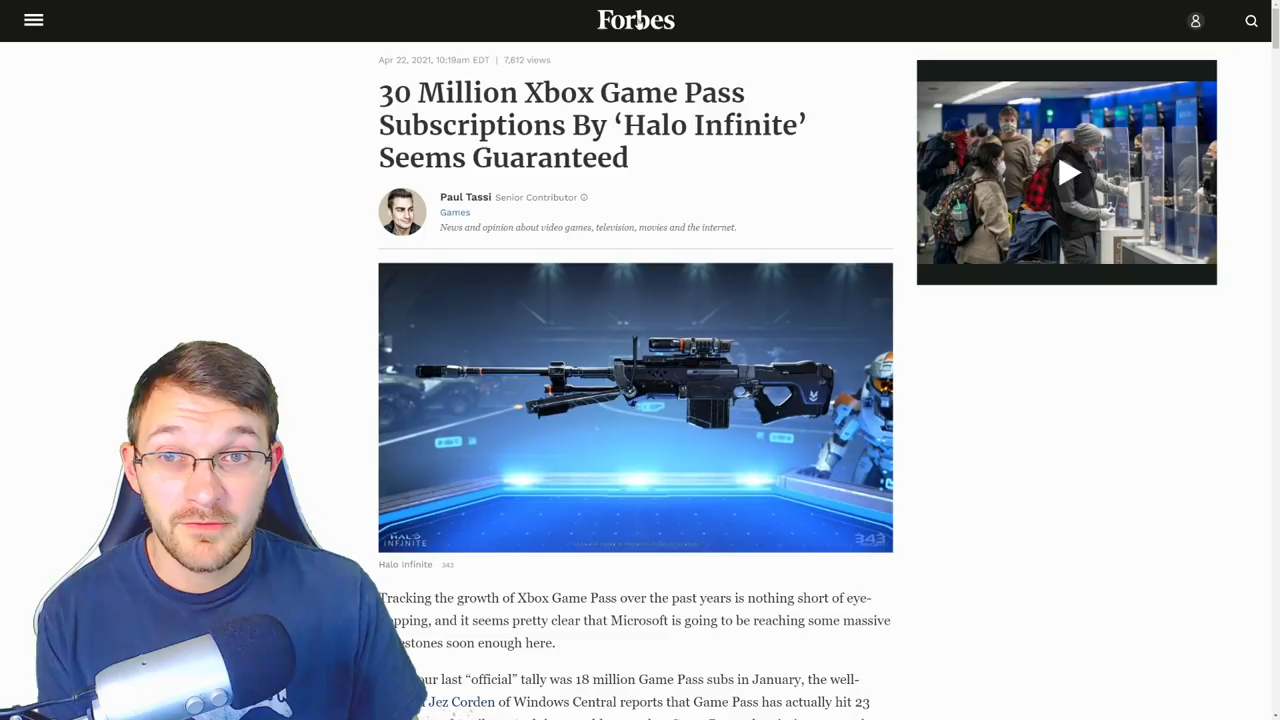 Forbes
Apr 22, 2021, 10:19am EDT | 7,612 views
30 Million Xbox Game Pass
Subscriptions By ‘Halo Infinite’
Seems Guaranteed
Paul Tassi Senior Contributor
Games
News and opinion about video games, television, movies and the internet.
HALO
INFINITE
343
Halo Infinite 343
Tracking the growth of Xbox Game Pass over the past years is nothing short of eye-
and it seems pretty clear that Microsoft is going to be reaching some massive
soon enough here.
our last “official” tally was 18 million Game Pass subs in January, the well-
Jez Corden of Windows Central reports that Game Pass has actually hit 23